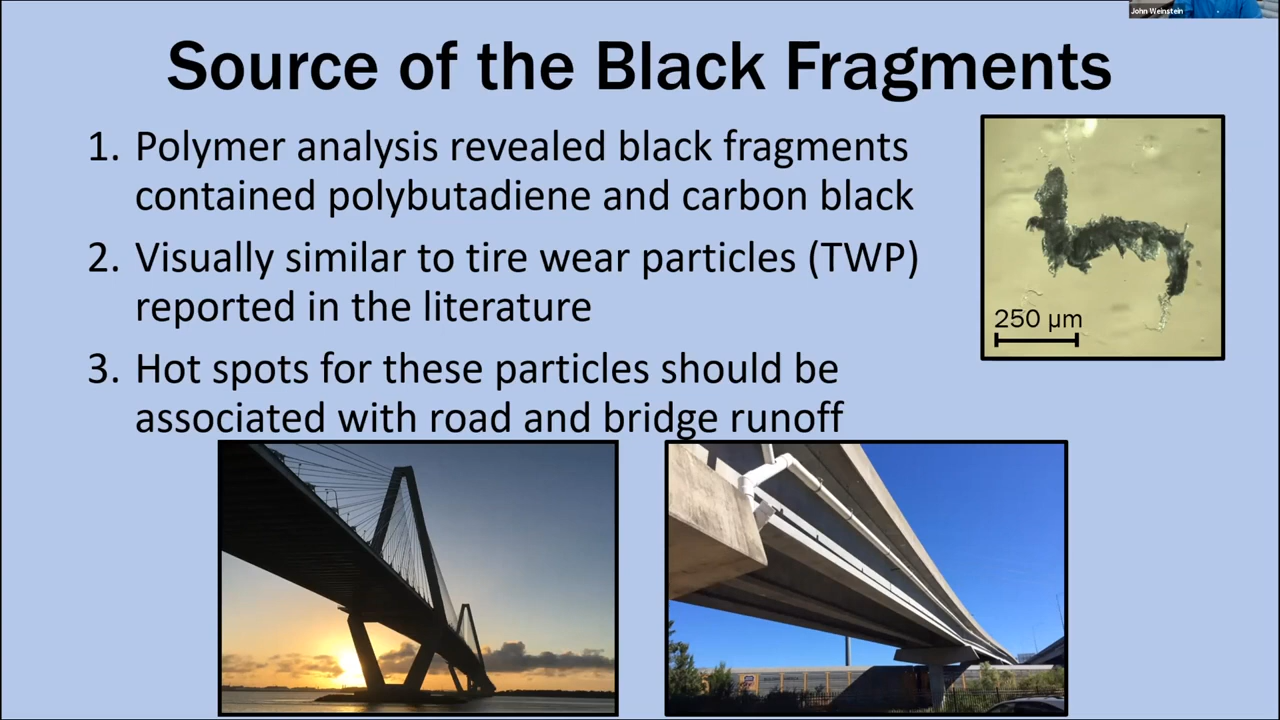 John Weinstein
Source of the Black Fragments
1. Polymer analysis revealed black fragments
contained polybutadiene and carbon black
2. Visually similar to tire wear particles (TWP)
reported in the literature
3. Hot spots for these particles should be
associated with road and bridge runoff
250 µm